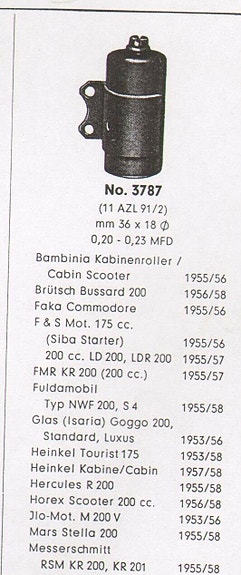 No. 3787
(11 AZL 91/2)
mm 36 x 18 ∅
0,20 - 0,23 MFD
Bambinia Kabinenroller /
Cabin Scooter 1955/56
Brütsch Bussard 200 1956/58
Faka Commodore 1955/56
F & S Mot. 175 cc.
(Siba Starter) 1955/56
200 cc. LD 200, LDR 200 1955/57
FMR KR 200 (200 cc.) 1955/57
Fuldamobil
Typ NWF 200, S 4 1955/58
Glas (Isaria) Goggo 200,
Standard, Luxus 1953/56
Heinkel Tourist 175 1953/58
Heinkel Kabine/Cabin 1957/58
Hercules R 200 1955/58
Horex Scooter 200 cc. 1956/58
Jlo-Mot. M 200 V 1953/56
Mars Stella 200 1955/58
Messerschmitt
RSM KR 200, KR 201 1955/58